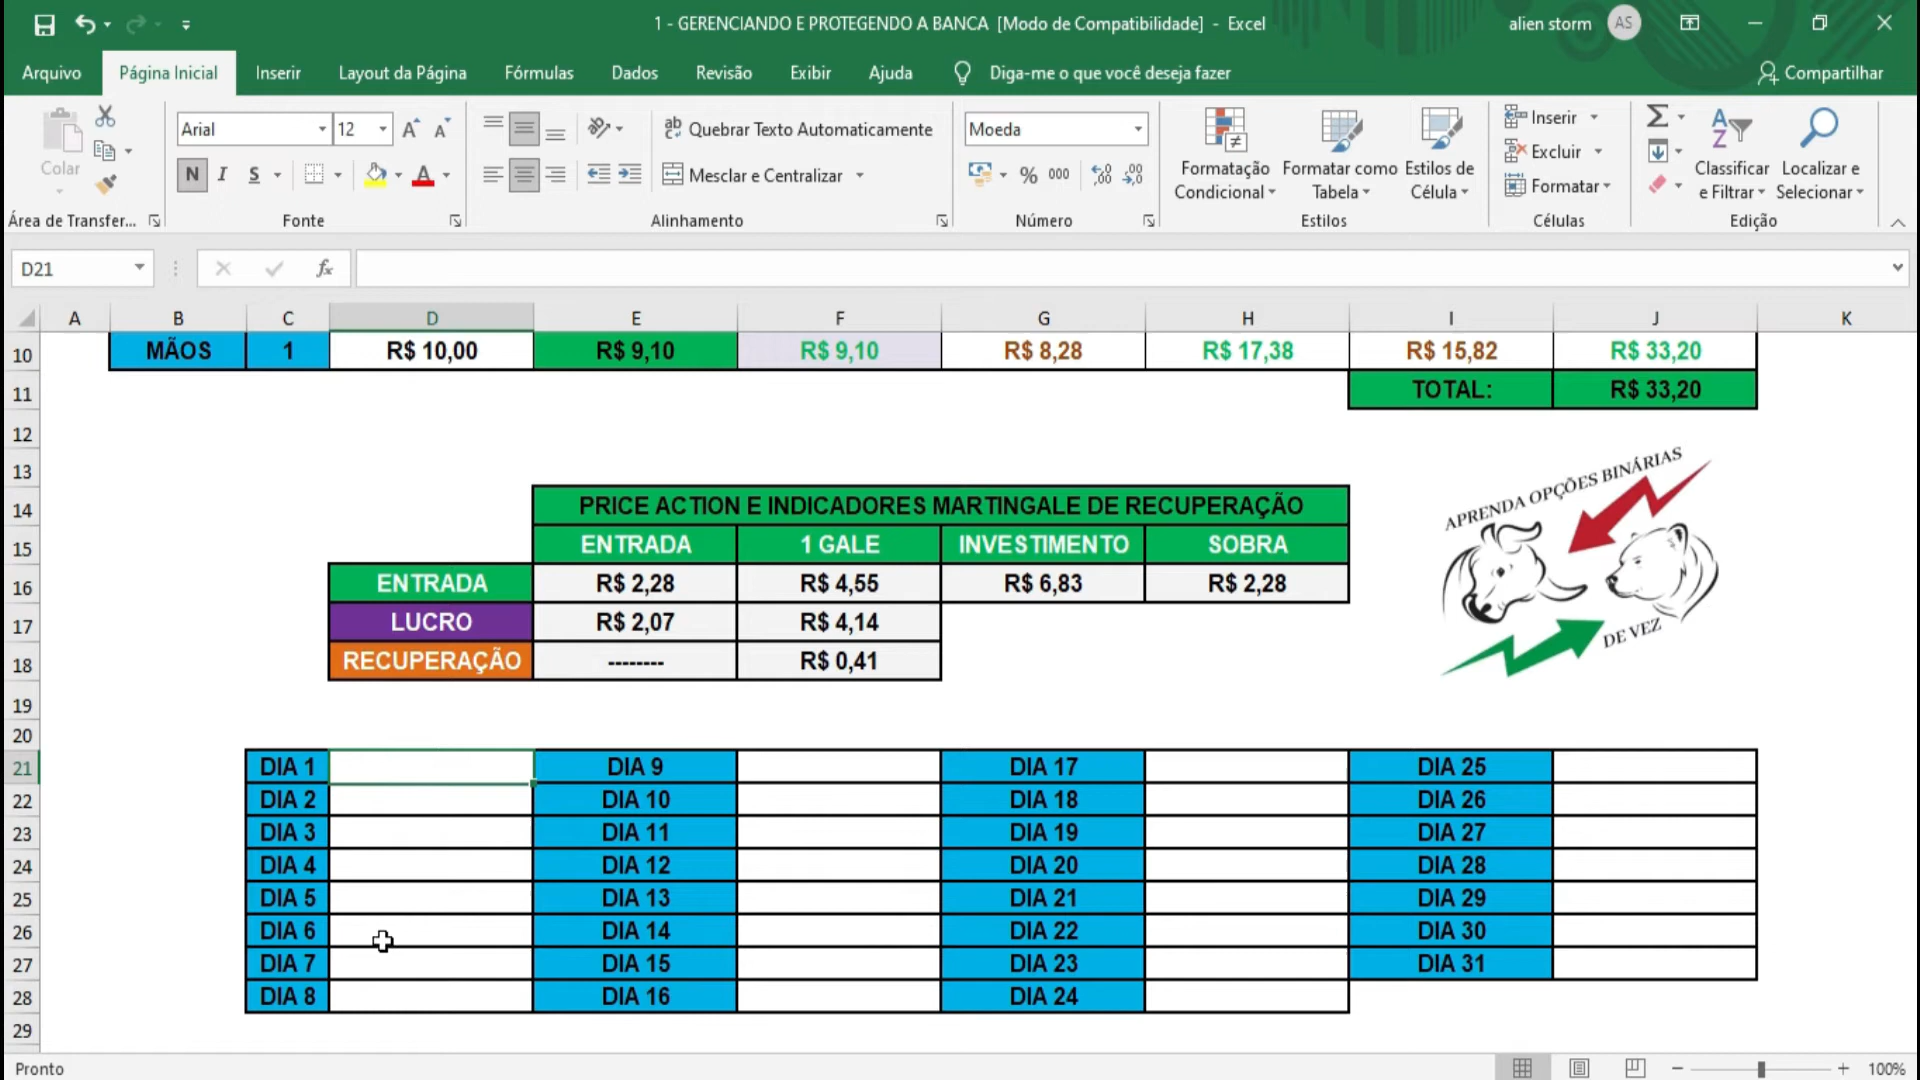 1 - GERENCIANDO E PROTEGENDO A BANCA [Modo de Compatibilidade] - Excel
alien storm AS
Arquivo Página Inicial Inserir Layout da Página Fórmulas Dados Revisão Exibir Ajuda Diga-me o que você deseja fazer Compartilhar
Colar
Arial 12
N I S
Quebrar Texto Automaticamente
Mesclar e Centralizar
Moeda
% 000
Formatação Condicional
Formatar como Tabela
Estilos de Célula
Inserir
Excluir
Formatar
Classificar e Filtrar
Localizar e Selecionar
Área de Transfer... Fonte Alinhamento Número Estilos Células Edição
D21 fx
A B C D E F G H I J K
10 MÃOS 1 R$ 10,00 R$ 9,10 R$ 9,10 R$ 8,28 R$ 17,38 R$ 15,82 R$ 33,20
11 TOTAL: R$ 33,20
12
13
APRENDA OPÇÕES BINÁRIAS
DE VEZ
14 PRICE ACTION E INDICADORES MARTINGALE DE RECUPERAÇÃO
15 ENTRADA 1 GALE INVESTIMENTO SOBRA
16 ENTRADA R$ 2,28 R$ 4,55 R$ 6,83 R$ 2,28
17 LUCRO R$ 2,07 R$ 4,14
18 RECUPERAÇÃO -------- R$ 0,41
19
20
21 DIA 1 DIA 9 DIA 17 DIA 25
22 DIA 2 DIA 10 DIA 18 DIA 26
23 DIA 3 DIA 11 DIA 19 DIA 27
24 DIA 4 DIA 12 DIA 20 DIA 28
25 DIA 5 DIA 13 DIA 21 DIA 29
26 DIA 6 DIA 14 DIA 22 DIA 30
27 DIA 7 DIA 15 DIA 23 DIA 31
28 DIA 8 DIA 16 DIA 24
29
Pronto 100%